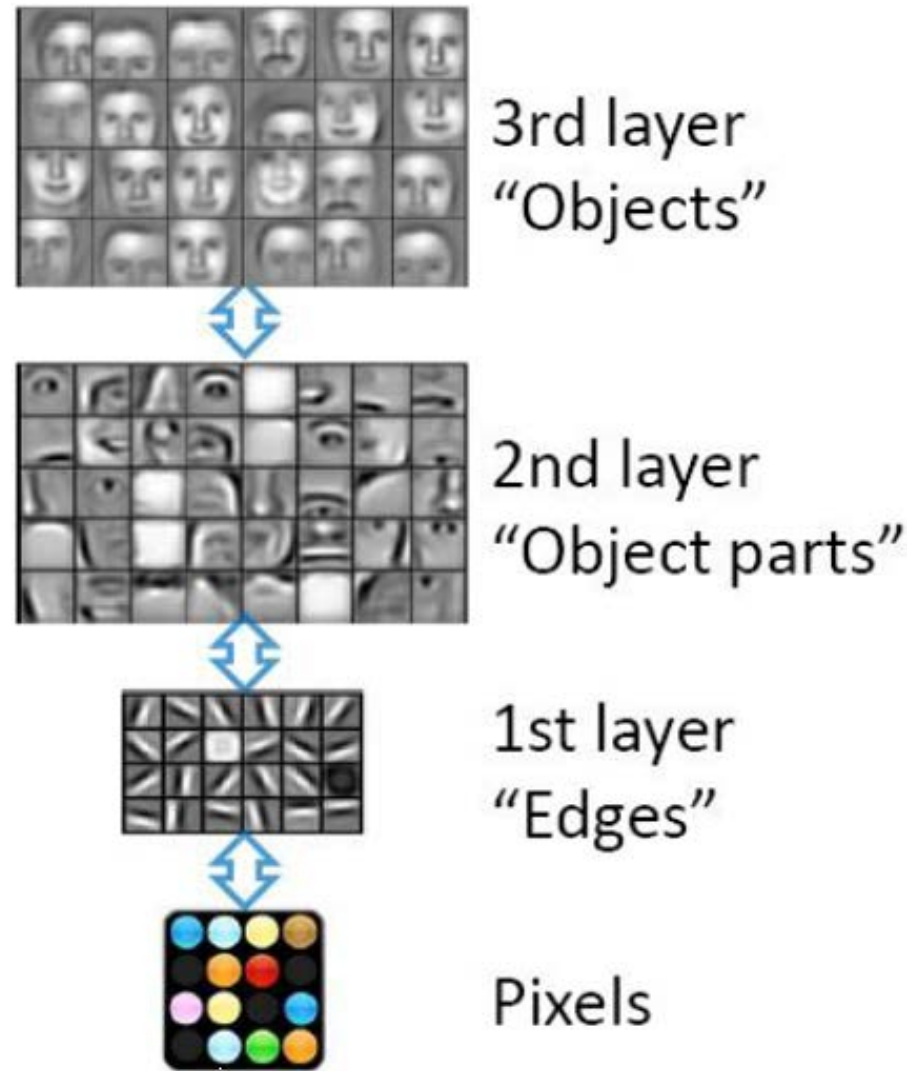 3rd layer
“Objects”
2nd layer
“Object parts”
1st layer
“Edges”
Pixels